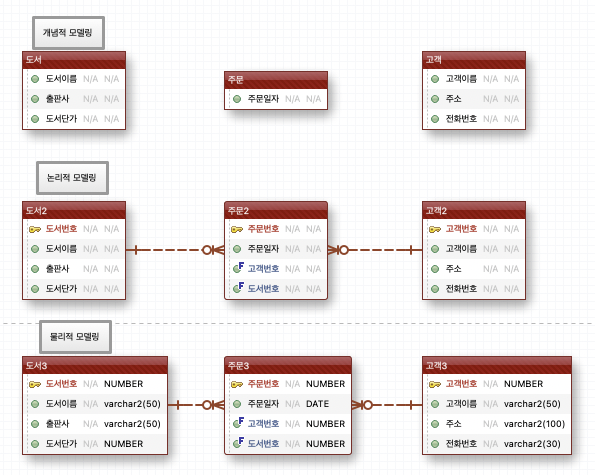 개념적 모델링
도서 주문 고객
도서이름 N/A N/A
출판사 N/A N/A
도서단가 N/A N/A
주문일자 N/A N/A
고객이름 N/A N/A
주소 N/A N/A
전화번호 N/A N/A
논리적 모델링
도서2
도서번호 N/A N/A
도서이름 N/A N/A
출판사 N/A N/A
도서단가 N/A N/A
주문2
주문번호 N/A N/A
주문일자 N/A N/A
F 고객번호 N/A N/A
F 도서번호 N/A N/A
고객2
고객번호 N/A N/A
고객이름 N/A N/A
주소 N/A N/A
전화번호 N/A N/A
물리적 모델링
도서3
도서번호 N/A NUMBER
도서이름 N/A varchar2(50)
출판사 N/A varchar2(50)
도서단가 N/A NUMBER
주문3
주문번호 N/A NUMBER
주문일자 N/A DATE
F 고객번호 N/A NUMBER
F 도서번호 N/A NUMBER
고객3
고객번호 N/A NUMBER
고객이름 N/A varchar2(50)
주소 N/A varchar2(100)
전화번호 N/A varchar2(30)